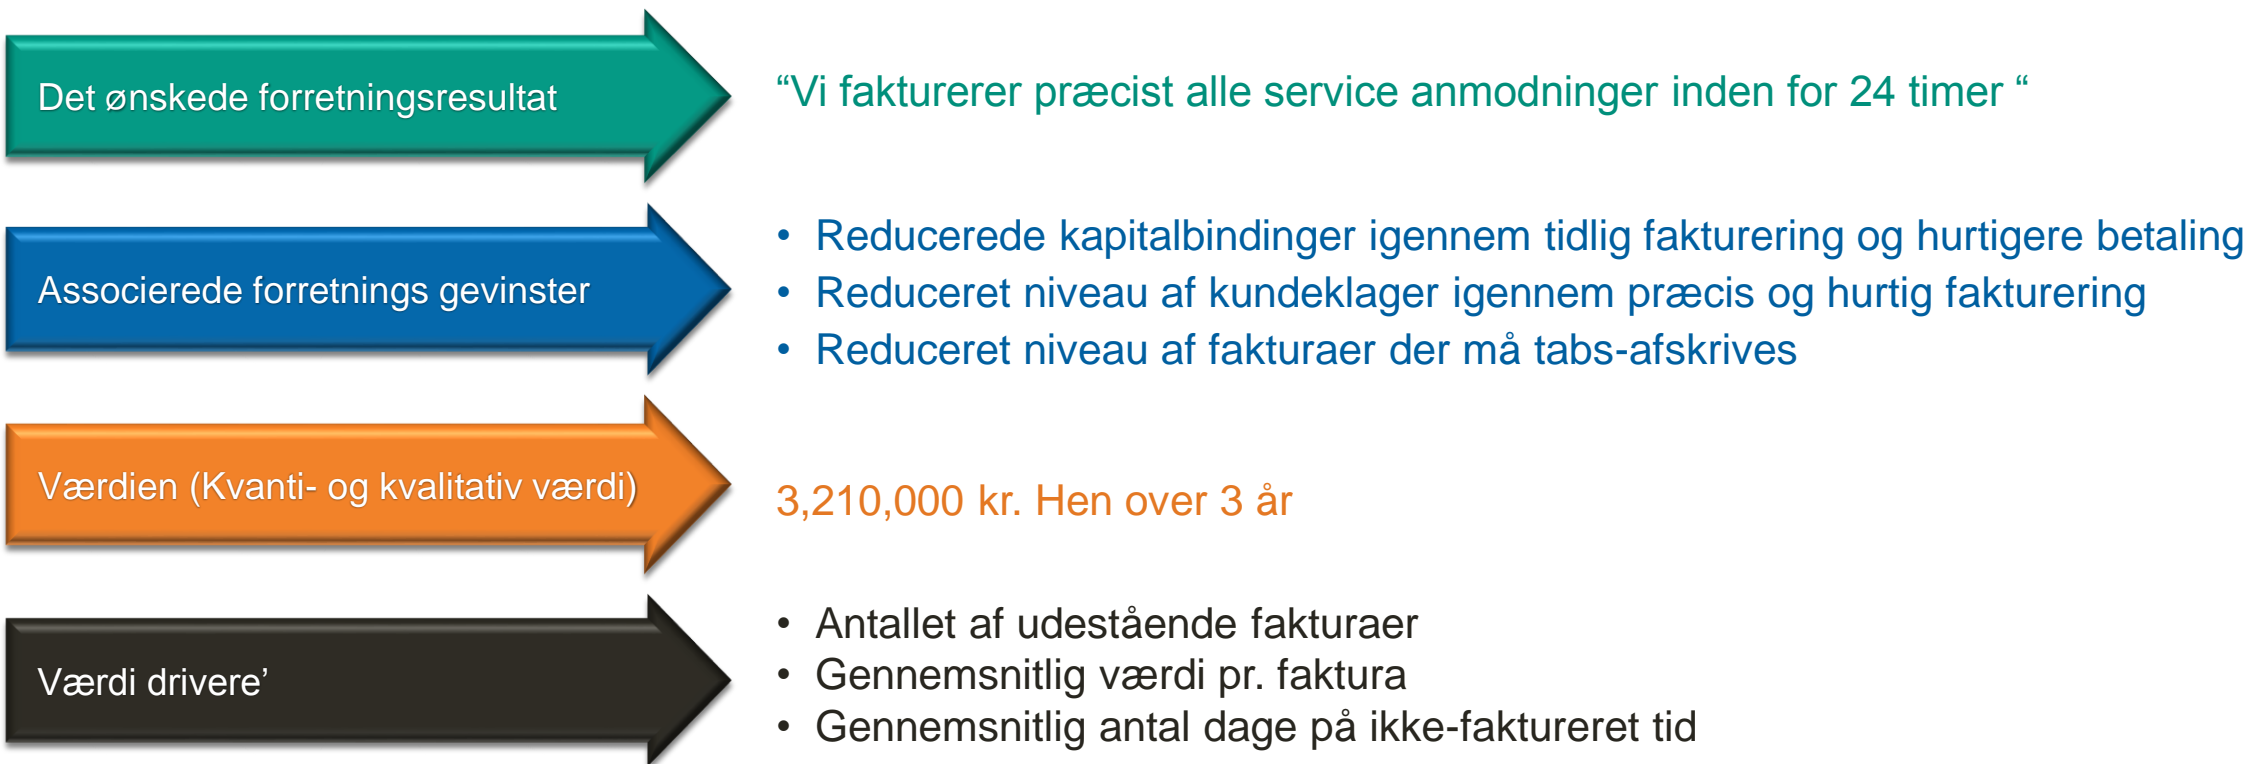 Det ønskede forretningsresultat
“Vi fakturerer præcist alle service anmodninger inden for 24 timer “
Associerede forretnings gevinster
• Reducerede kapitalbindinger igennem tidlig fakturering og hurtigere betaling
• Reduceret niveau af kundeklager igennem præcis og hurtig fakturering
• Reduceret niveau af fakturaer der må tabs-afskrives
Værdien (Kvanti- og kvalitativ værdi)
3,210,000 kr. Hen over 3 år
Værdi drivere’
• Antallet af udestående fakturaer
• Gennemsnitlig værdi pr. faktura
• Gennemsnitlig antal dage på ikke-faktureret tid